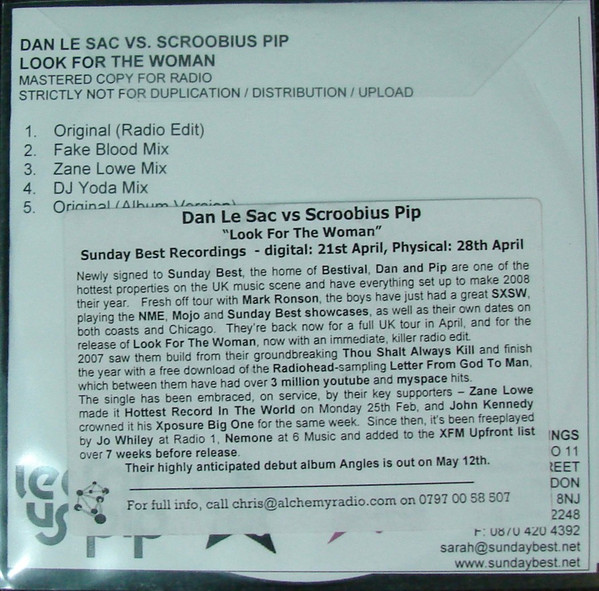 DAN LE SAC VS. SCROOBIUS PIP
LOOK FOR THE WOMAN
MASTERED COPY FOR RADIO
STRICTLY NOT FOR DUPLICATION / DISTRIBUTION / UPLOAD
1. Original (Radio Edit)
2. Fake Blood Mix
3. Zane Lowe Mix
4. DJ Yoda Mix
5. Original (Album Version)
Dan Le Sac vs Scroobius Pip
"Look For The Woman"
Sunday Best Recordings - digital: 21st April, Physical: 28th April
Newly signed to Sunday Best, the home of Bestival, Dan and Pip are one of the
hottest properties on the UK music scene and have everything set up to make 2008
their year. Fresh off tour with Mark Ronson, the boys have just had a great SXSW,
playing the NME, Mojo and Sunday Best showcases, as well as their own dates on
both coasts and Chicago. They're back now for a full UK tour in April, and for the
release of Look For The Woman, now with an immediate, killer radio edit.
2007 saw them build from their groundbreaking Thou Shalt Always Kill and finish
the year with a free download of the Radiohead-sampling Letter From God To Man,
which between them have had over 3 million youtube and myspace hits.
The single has been embraced, on service, by their key supporters – Zane Lowe
made it Hottest Record In The World on Monday 25th Feb, and John Kennedy
crowned it his Xposure Big One for the same week. Since then, it's been freeplayed
by Jo Whiley at Radio 1, Nemone at 6 Music and added to the XFM Upfront list
over 7 weeks before release.
Their highly anticipated debut album Angles is out on May 12th.
For full info, call chris@alchemyradio.com on 0797 00 58 507
NGS
O 11
EET
DON
8NJ
2248
F: 0870 420 4392
sarah@sundaybest.net
www.sundaybest.net